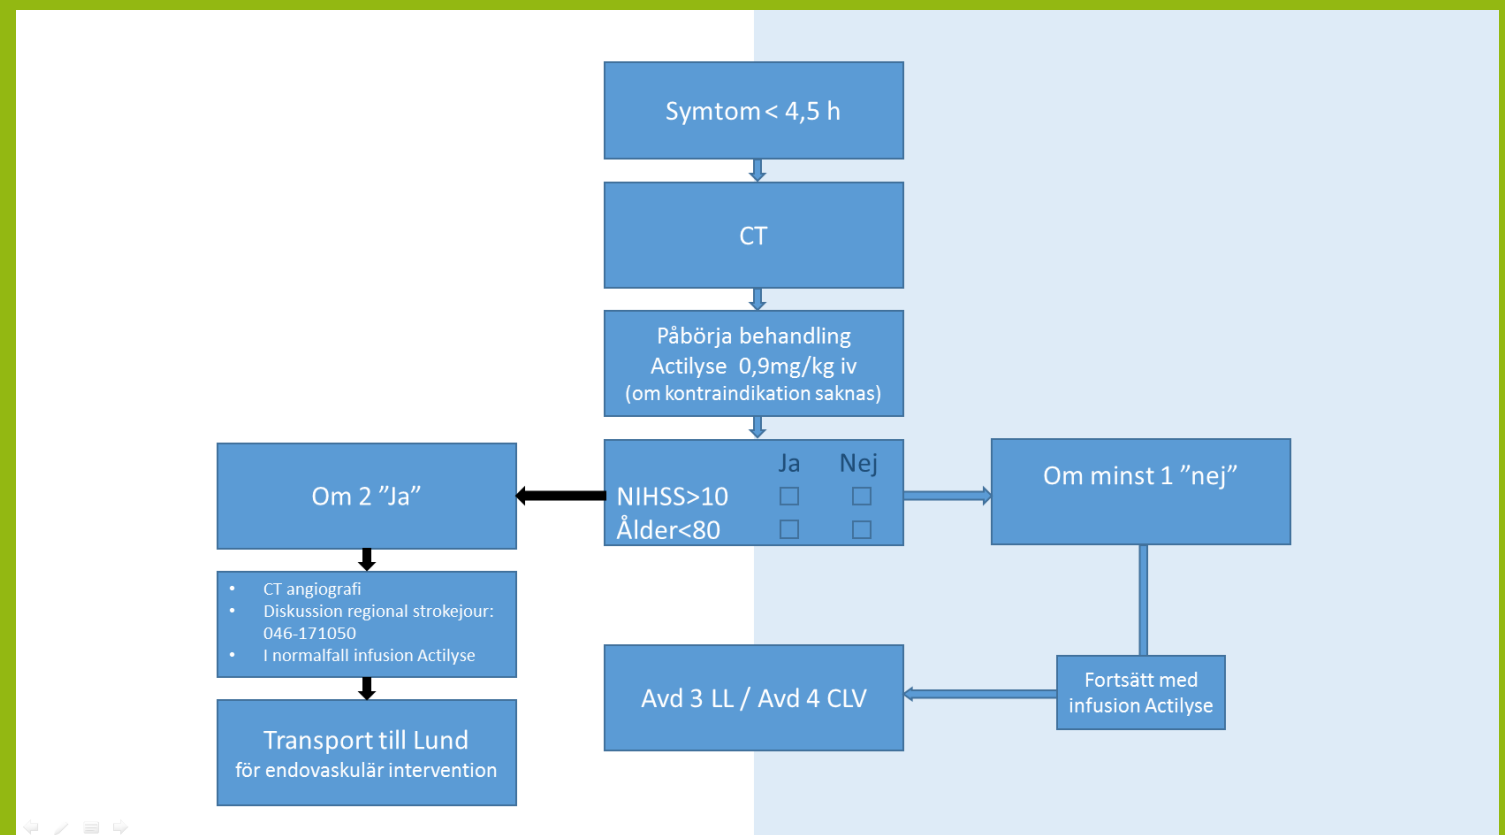 Symtom < 4,5 h
CT
Påbörja behandling
Actilyse 0,9mg/kg iv
(om kontraindikation saknas)
Ja Nej
NIHSS>10 ☐ ☐
Ålder<80 ☐ ☐
Om 2 ”Ja”
• CT angiografi
• Diskussion regional strokejour:
046-171050
• I normalfall infusion Actilyse
Transport till Lund
för endovaskulär intervention
Om minst 1 ”nej”
Fortsätt med
infusion Actilyse
Avd 3 LL / Avd 4 CLV